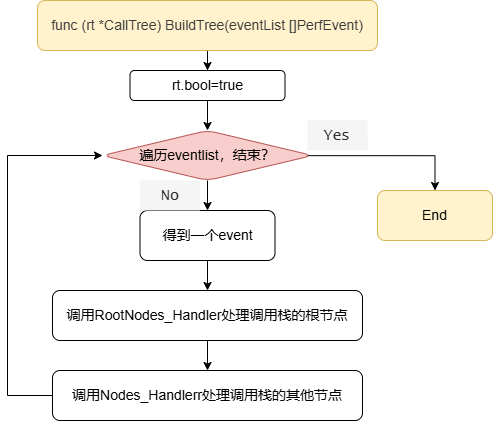 func (rt *CallTree) BuildTree(eventList []PerfEvent)
rt.bool=true
遍历eventlist，结束？
Yes
No
End
得到一个event
调用RootNodes_Handler处理调用栈的根节点
调用Nodes_Handlerr处理调用栈的其他节点